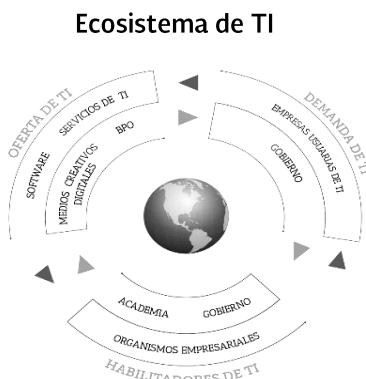 Ecosistema de TI
OFERTA DE TI
SOFTWARE
SERVICIOS DE TI
MEDIOS CREATIVOS
DIGITALES
BPO
DEMANDA DE TI
EMPRESAS USUARIAS DE TI
GOBIERNO
ACADEMIA
GOBIERNO
ORGANISMOS EMPRESARIALES
HABILITADORES DE TI